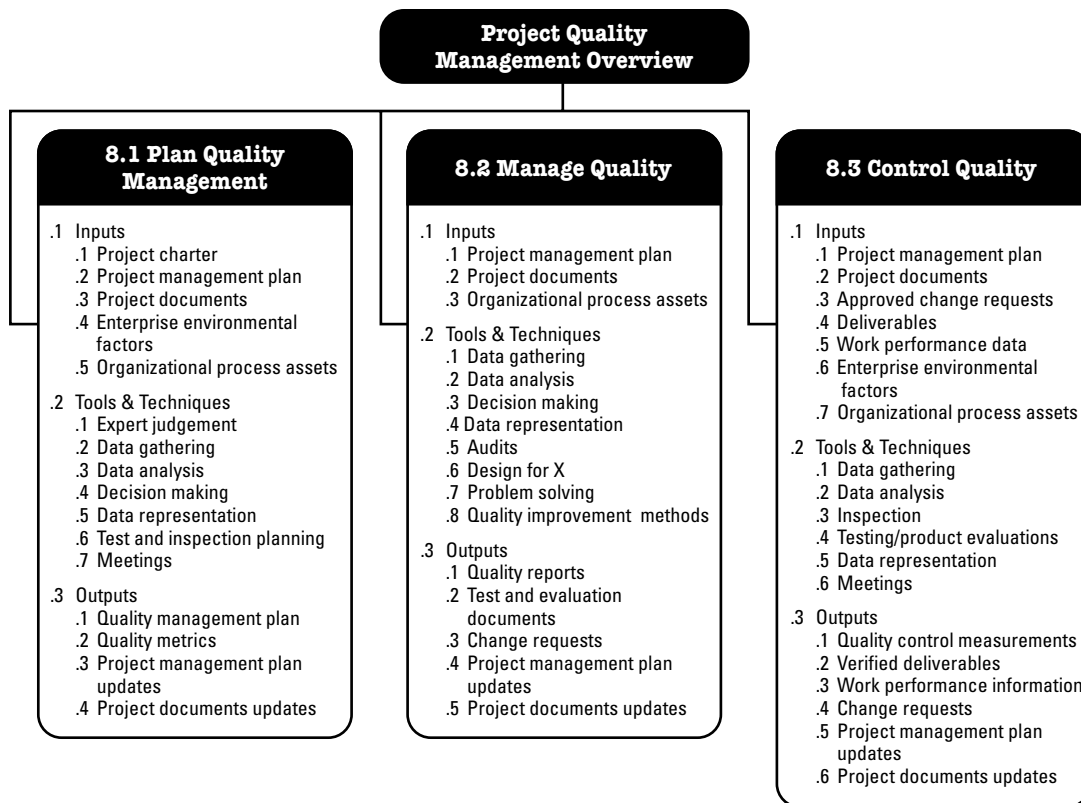 Project Quality
Management Overview
8.1 Plan Quality
Management
.1 Inputs
.1 Project charter
.2 Project management plan
.3 Project documents
.4 Enterprise environmental
factors
.5 Organizational process assets
.2 Tools & Techniques
.1 Expert judgement
.2 Data gathering
.3 Data analysis
.4 Decision making
.5 Data representation
.6 Test and inspection planning
.7 Meetings
.3 Outputs
.1 Quality management plan
.2 Quality metrics
.3 Project management plan
updates
.4 Project documents updates
8.2 Manage Quality
.1 Inputs
.1 Project management plan
.2 Project documents
.3 Organizational process assets
.2 Tools & Techniques
.1 Data gathering
.2 Data analysis
.3 Decision making
.4 Data representation
.5 Audits
.6 Design for X
.7 Problem solving
.8 Quality improvement methods
.3 Outputs
.1 Quality reports
.2 Test and evaluation
documents
.3 Change requests
.4 Project management plan
updates
.5 Project documents updates
8.3 Control Quality
.1 Inputs
.1 Project management plan
.2 Project documents
.3 Approved change requests
.4 Deliverables
.5 Work performance data
.6 Enterprise environmental
factors
.7 Organizational process assets
.2 Tools & Techniques
.1 Data gathering
.2 Data analysis
.3 Inspection
.4 Testing/product evaluations
.5 Data representation
.6 Meetings
.3 Outputs
.1 Quality control measurements
.2 Verified deliverables
.3 Work performance information
.4 Change requests
.5 Project management plan
updates
.6 Project documents updates